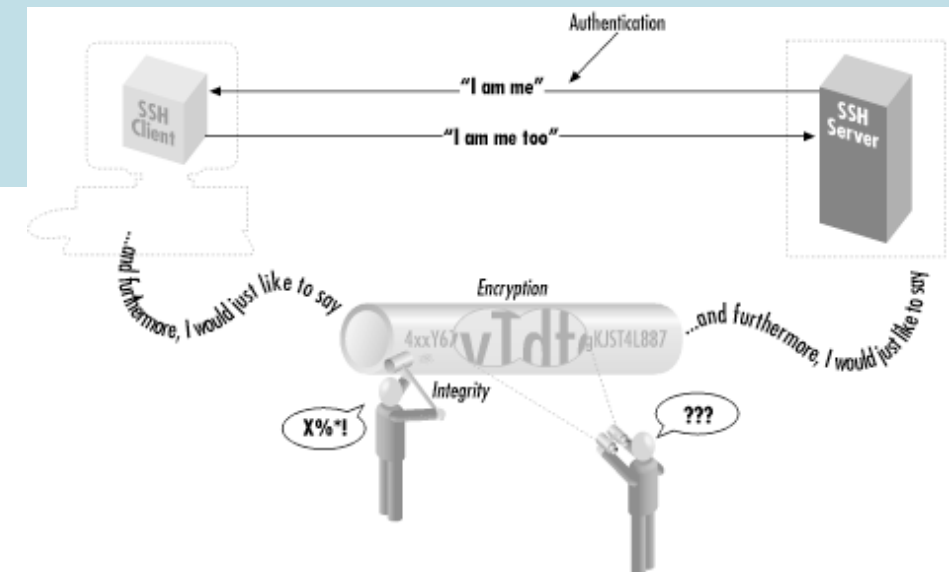 Authentication
“I am me”
SSH
Client
SSH
Server
“I am me too”
...and furthermore, I would just like to say
Encryption
4xxY67
vTdt
gKJST4L887
...and furthermore, I would just like to say
Integrity
X%*!
???